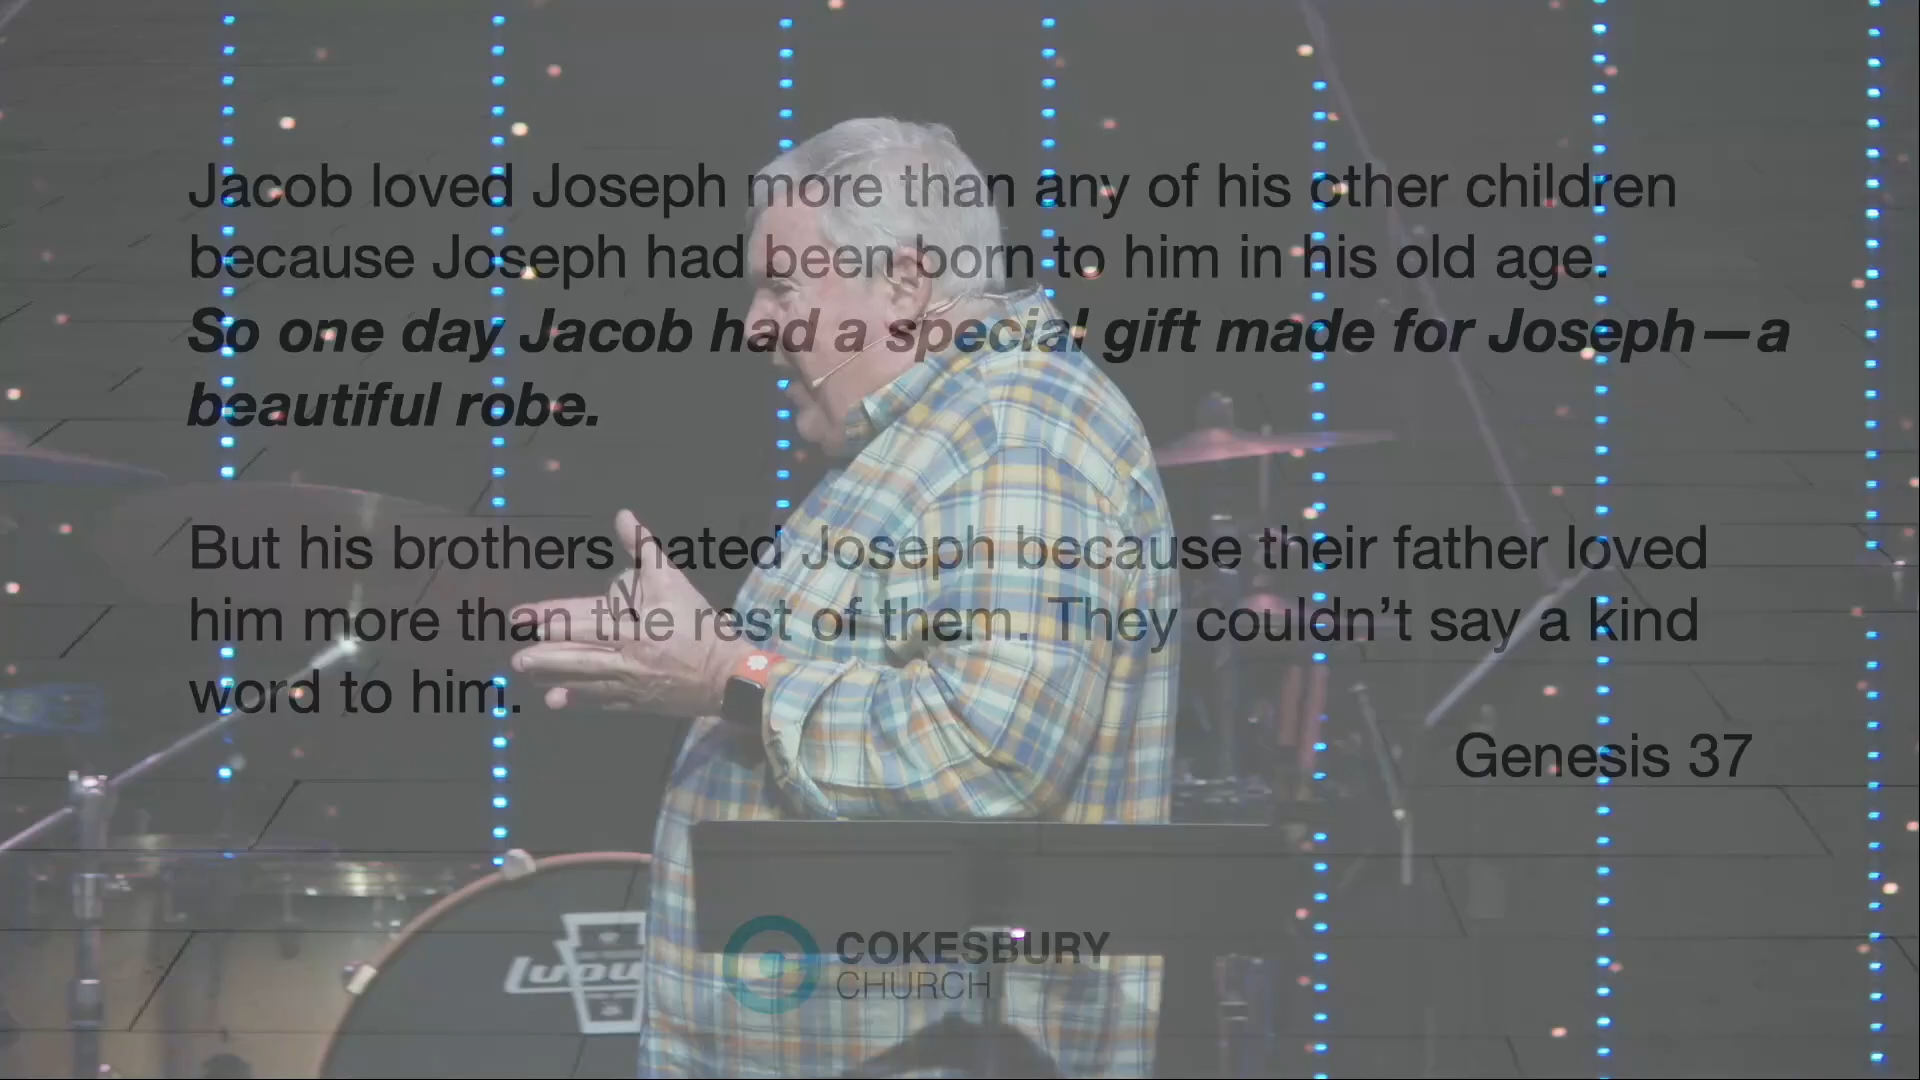 Jacob loved Joseph more than any of his other children
because Joseph had been born to him in his old age.
So one day Jacob had a special gift made for Joseph—a
beautiful robe.
But his brothers hated Joseph because their father loved
him more than the rest of them. They couldn’t say a kind
word to him.
Genesis 37
COKESBURY
CHURCH